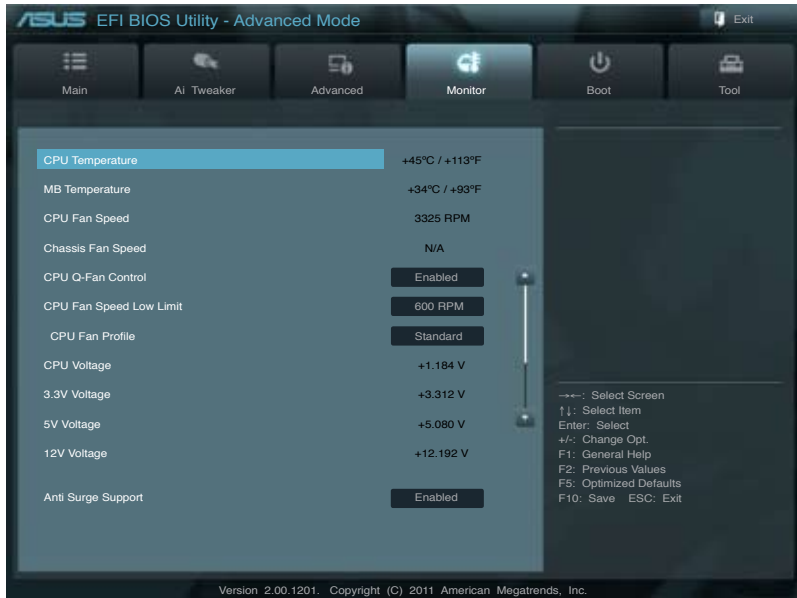 ASUS EFI BIOS Utility - Advanced Mode
Exit
Main
Ai Tweaker
Advanced
Monitor
Boot
Tool
CPU Temperature +45ºC / +113ºF
MB Temperature +34ºC / +93ºF
CPU Fan Speed 3325 RPM
Chassis Fan Speed N/A
CPU Q-Fan Control Enabled
CPU Fan Speed Low Limit 600 RPM
CPU Fan Profile Standard
CPU Voltage +1.184 V
3.3V Voltage +3.312 V
5V Voltage +5.080 V
12V Voltage +12.192 V
Anti Surge Support Enabled
→←: Select Screen
↑↓: Select Item
Enter: Select
+/-: Change Opt.
F1: General Help
F2: Previous Values
F5: Optimized Defaults
F10: Save ESC: Exit
Version 2.00.1201. Copyright (C) 2011 American Megatrends, Inc.